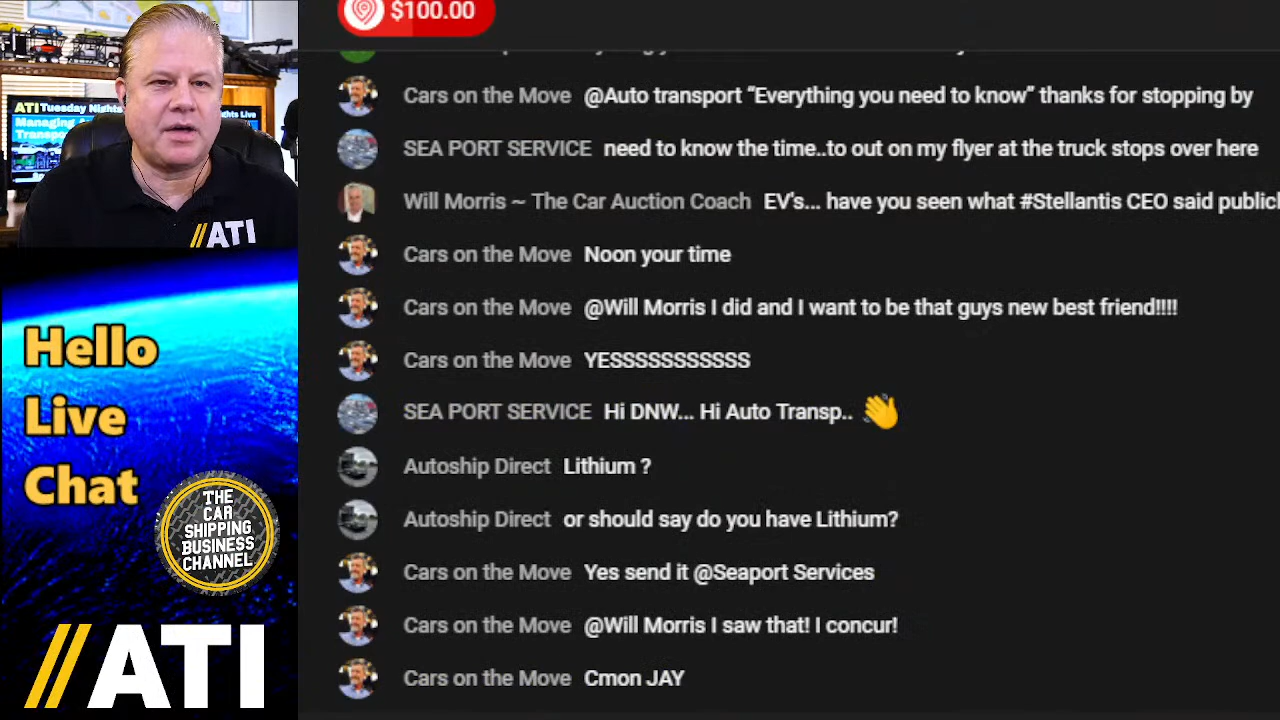 $100.00
Cars on the Move @Auto transport “Everything you need to know” thanks for stopping by
SEA PORT SERVICE need to know the time..to out on my flyer at the truck stops over here
Will Morris ~ The Car Auction Coach EV's... have you seen what #Stellantis CEO said
Cars on the Move Noon your time
Cars on the Move @Will Morris I did and I want to be that guys new best friend!!!!
Cars on the Move YESSSSSSSSSSS
SEA PORT SERVICE Hi DNW... Hi Auto Transp.. 👋
Autoship Direct Lithium ?
Autoship Direct or should say do you have Lithium?
Cars on the Move Yes send it @Seaport Services
Cars on the Move @Will Morris I saw that! I concur!
Cars on the Move Cmon JAY
ATI Tuesday Nights
Managing
//ATI
Hello
Live
Chat
THE
CAR
SHIPPING
BUSINESS
CHANNEL
//ATI